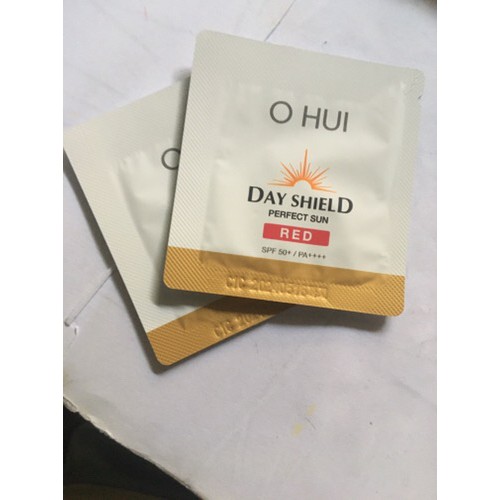 O HUI
DAY SHIELD
PERFECT SUN
RED
SPF 50+ / PA++++
O